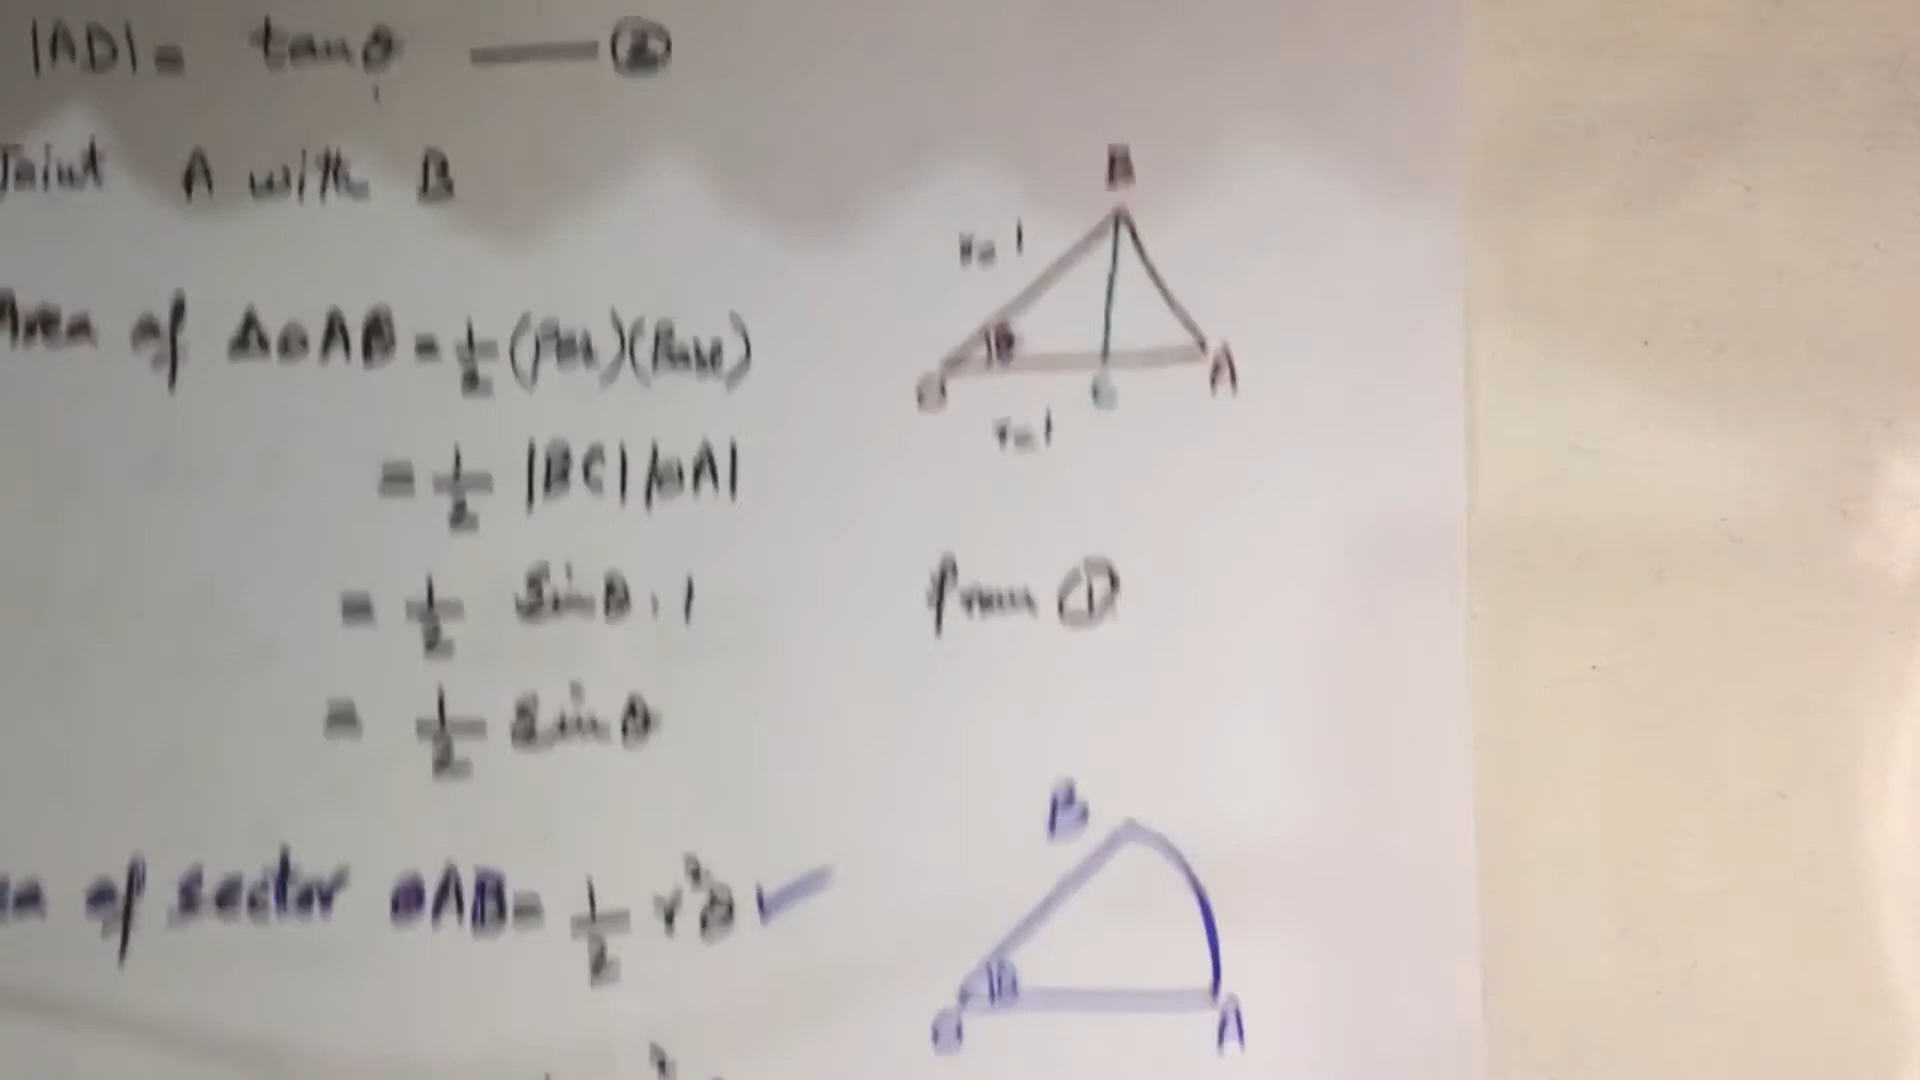 |AD| = tanθ —— ②
Joint A with B
B
r = 1
Area of ΔOAB = 1/2 (Per)(Base)
θ
O C A
r = 1
= 1/2 |BC| |OA|
= 1/2 Sinθ . 1 from ①
= 1/2 Sinθ
B
of sector OAB = 1/2 r²θ ✓
θ
O A